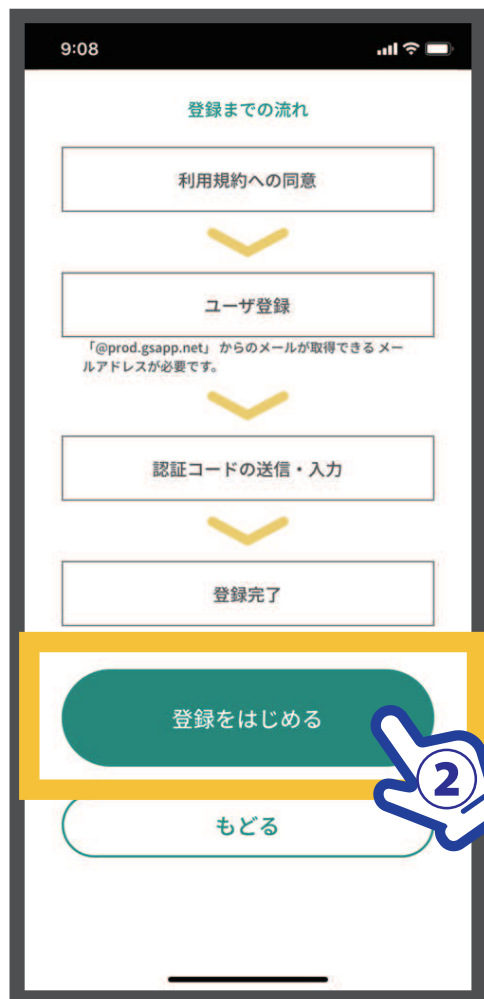 9:08
登録までの流れ
利用規約への同意
ユーザ登録
「@prod.gsapp.net」 からのメールが取得できる メー
ルアドレスが必要です。
認証コードの送信・入力
登録完了
登録をはじめる
②
もどる